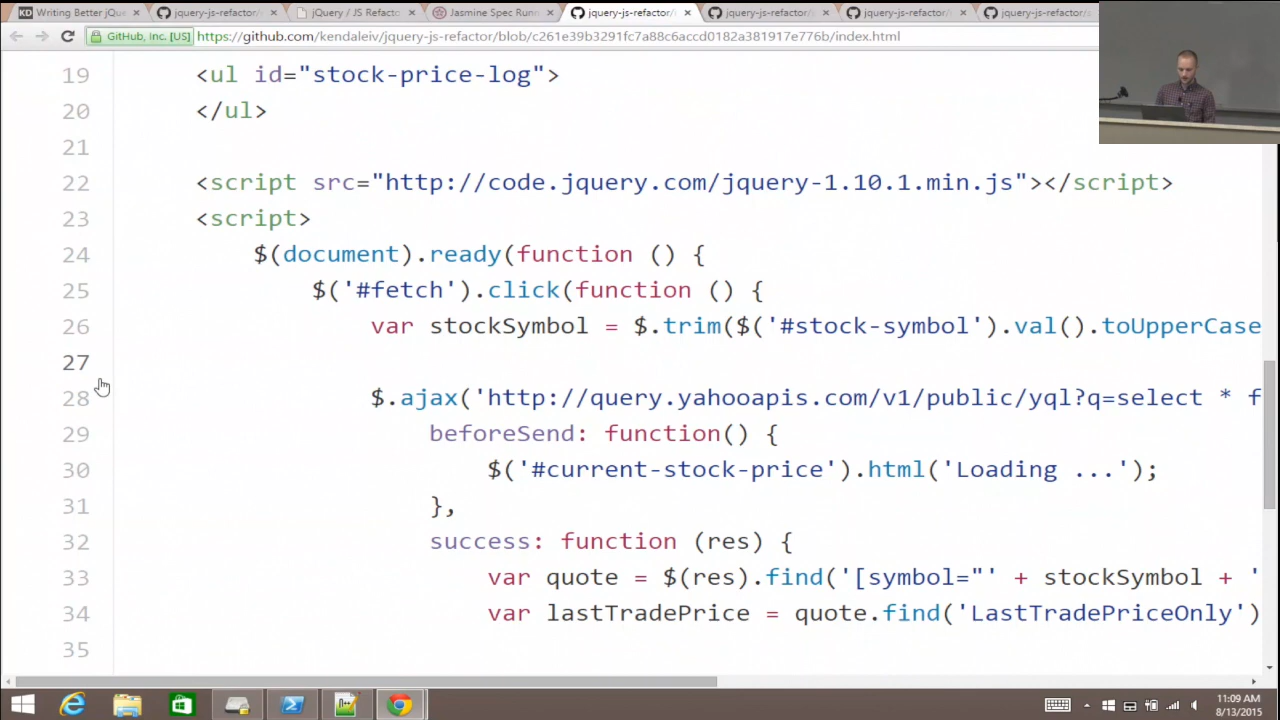 Writing Better jQue
jquery-js-refactor/
jQuery / JS Refacto
Jasmine Spec Runn
jquery-js-refactor/
jquery-js-refactor/
jquery-js-refactor/
jquery-js-refactor/
GitHub, Inc. [US]
https://github.com/kendaleiv/jquery-js-refactor/blob/c261e39b3291fc7a88c6accd0182a381917e776b/index.html
19 <ul id="stock-price-log">
20 </ul>
21
22 <script src="http://code.jquery.com/jquery-1.10.1.min.js"></script>
23 <script>
24 $(document).ready(function () {
25 $('#fetch').click(function () {
26 var stockSymbol = $.trim($('#stock-symbol').val().toUpperCase
27
28 $.ajax('http://query.yahooapis.com/v1/public/yql?q=select * f
29 beforeSend: function() {
30 $('#current-stock-price').html('Loading ...');
31 },
32 success: function (res) {
33 var quote = $(res).find('[symbol="' + stockSymbol + '
34 var lastTradePrice = quote.find('LastTradePriceOnly')
35
11:09 AM
8/13/2015